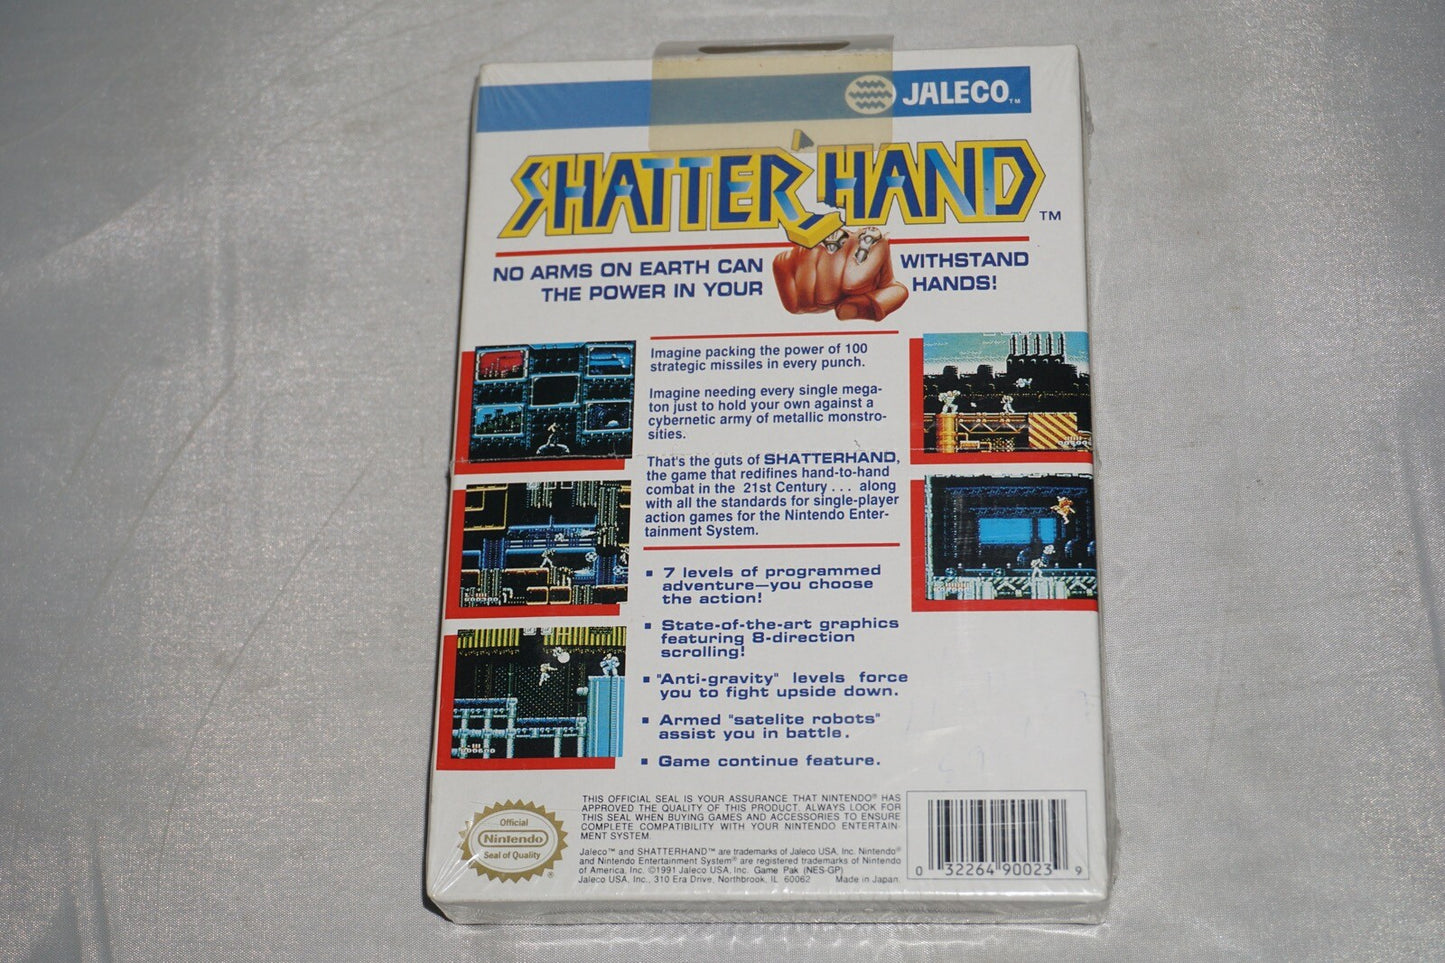 JALECO™
SHATTERHAND™
NO ARMS ON EARTH CAN WITHSTAND
THE POWER IN YOUR HANDS!
Imagine packing the power of 100
strategic missiles in every punch.
Imagine needing every single mega-
ton just to hold your own against a
cybernetic army of metallic monstro-
sities.
That's the guts of SHATTERHAND,
the game that redifines hand-to-hand
combat in the 21st Century . . . along
with all the standards for single-player
action games for the Nintendo Enter-
tainment System.
▪ 7 levels of programmed
adventure—you choose
the action!
▪ State-of-the-art graphics
featuring 8-direction
scrolling!
▪ "Anti-gravity" levels force
you to fight upside down.
▪ Armed "satelite robots"
assist you in battle.
▪ Game continue feature.
Official
Nintendo
Seal of Quality
®
THIS OFFICIAL SEAL IS YOUR ASSURANCE THAT NINTENDO® HAS
APPROVED THE QUALITY OF THIS PRODUCT. ALWAYS LOOK FOR
THIS SEAL WHEN BUYING GAMES AND ACCESSORIES TO ENSURE
COMPLETE COMPATIBILITY WITH YOUR NINTENDO ENTERTAIN-
MENT SYSTEM.
Jaleco™ and SHATTERHAND™ are trademarks of Jaleco USA, Inc. Nintendo®
and Nintendo Entertainment System® are registered trademarks of Nintendo
of America, Inc. ©1991 Jaleco USA, Inc. Game Pak (NES-GP)
Jaleco USA, Inc., 310 Era Drive, Northbrook, IL 60062 Made in Japan.
0 32264 90023 9